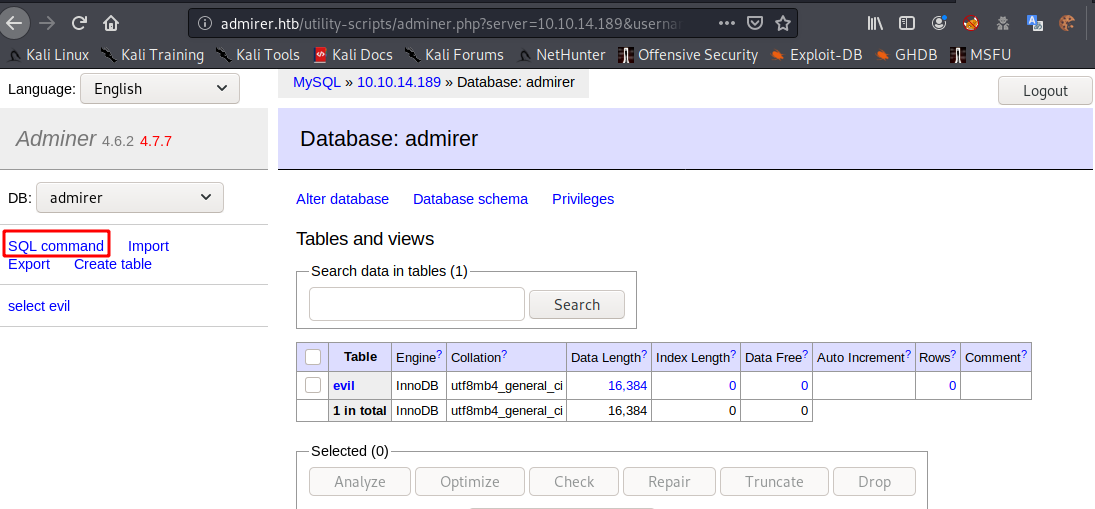 admirer.htb/utility-scripts/adminer.php?server=10.10.14.189&userna
Kali Linux Kali Training Kali Tools Kali Docs Kali Forums NetHunter Offensive Security Exploit-DB GHDB MSFU
Language: English
MySQL » 10.10.14.189 » Database: admirer
Logout
Adminer 4.6.2 4.7.7
Database: admirer
DB: admirer
SQL command Import
Export Create table
select evil
Alter database Database schema Privileges
Tables and views
Search data in tables (1)
Search
Table Engine? Collation? Data Length? Index Length? Data Free? Auto Increment? Rows? Comment?
evil InnoDB utf8mb4_general_ci 16,384 0 0 0
1 in total InnoDB utf8mb4_general_ci 16,384 0 0
Selected (0)
Analyze Optimize Check Repair Truncate Drop